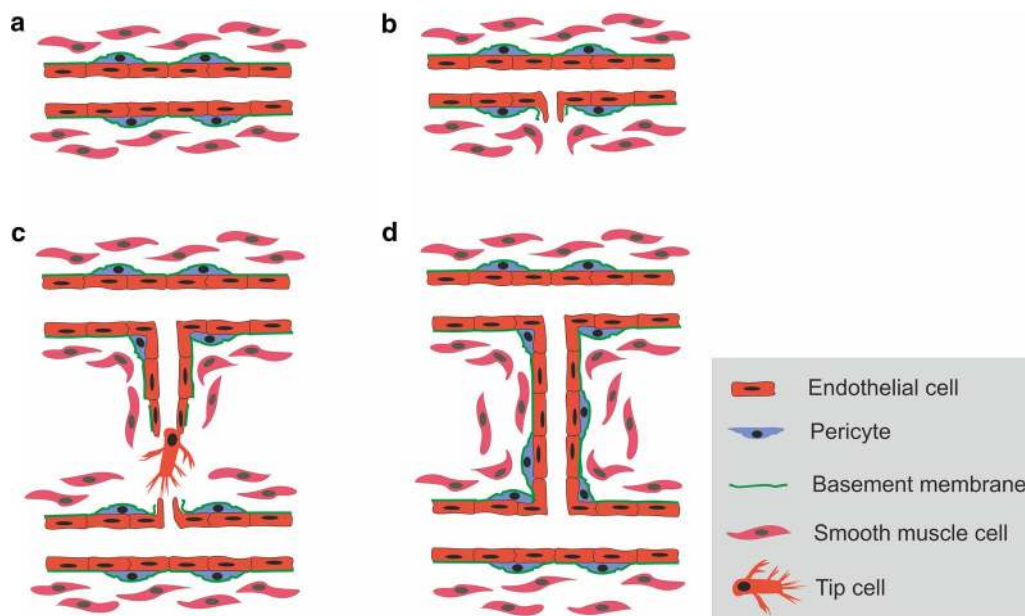 a
b
c
d
Endothelial cell
Pericyte
Basement membrane
Smooth muscle cell
Tip cell